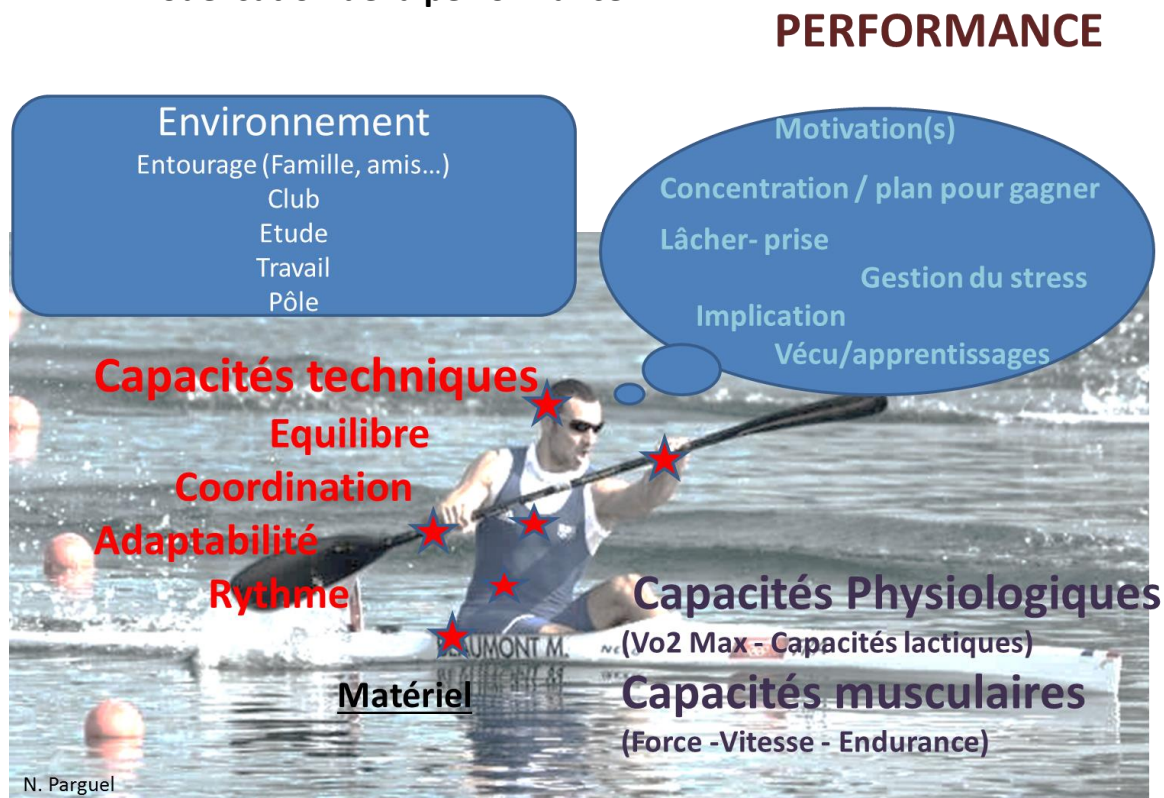 PERFORMANCE
Environnement
Entourage (Famille, amis…)
Club
Etude
Travail
Pôle
Motivation(s)
Concentration / plan pour gagner
Lâcher- prise
Gestion du stress
Implication
Vécu/apprentissages
Capacités techniques
Equilibre
Coordination
Adaptabilité
Rythme
Capacités Physiologiques
(Vo2 Max - Capacités lactiques)
BEAUMONT M.
Matériel
Capacités musculaires
(Force -Vitesse - Endurance)
N. Parguel